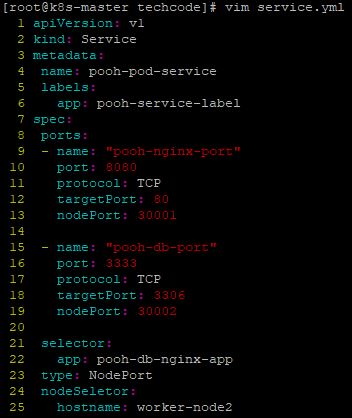 [root@k8s-master techcode]# vim service.yml
1 apiVersion: v1
2 kind: Service
3 metadata:
4   name: pooh-pod-service
5   labels:
6     app: pooh-service-label
7 spec:
8   ports:
9   - name: "pooh-nginx-port"
10     port: 8080
11     protocol: TCP
12     targetPort: 80
13     nodePort: 30001
14
15   - name: "pooh-db-port"
16     port: 3333
17     protocol: TCP
18     targetPort: 3306
19     nodePort: 30002
20
21   selector:
22     app: pooh-db-nginx-app
23   type: NodePort
24   nodeSeletor:
25     hostname: worker-node2